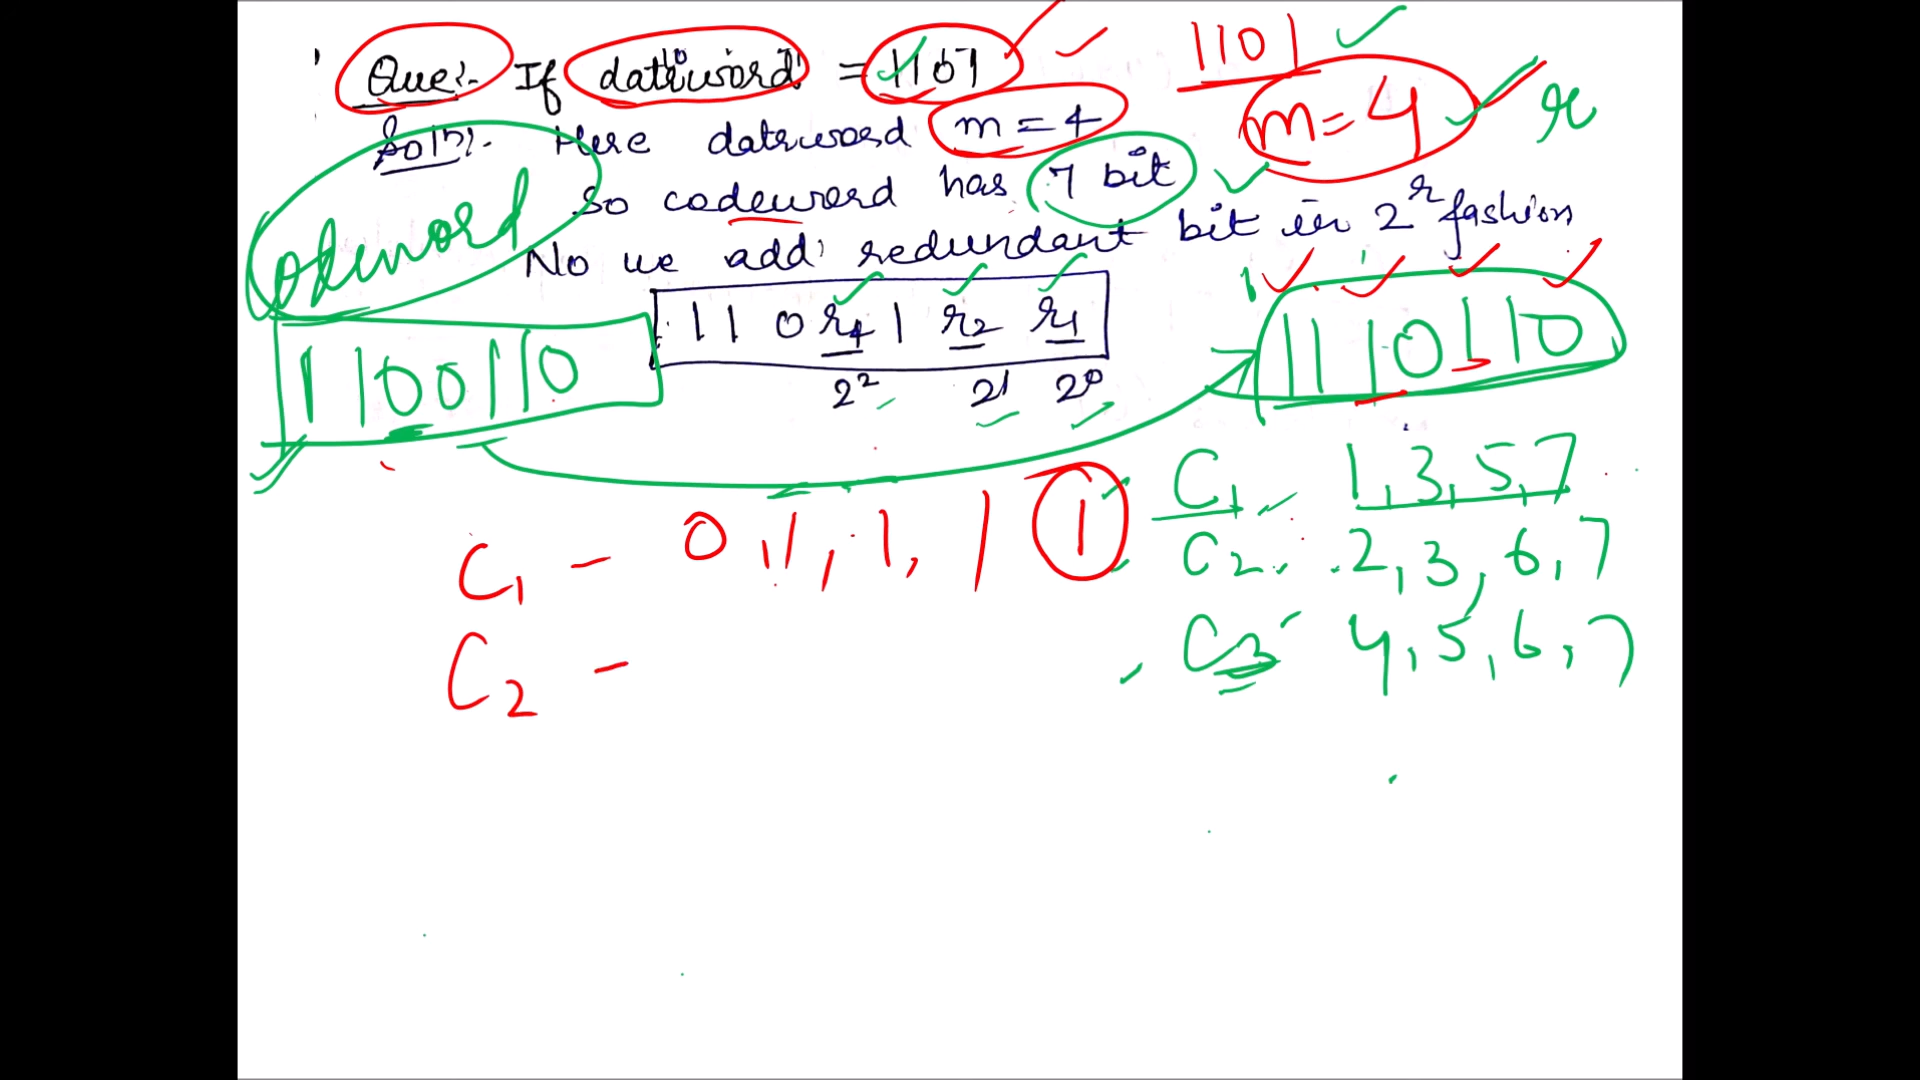 Que:- If dataword = 1101 1101
Soln:- Here dataword m = 4 m = 4 r
so codeword has 7 bit
No we add redundant bit in 2^r fashion
odeword
1 1 0 r4 1 r2 r1
2^2 2^1 2^0
1100110
1110110
C1 - 1,3,5,7
C2 - 2,3,6,7
C3 - 4,5,6,7
C1 - 0,1,1,1 1
C2 -